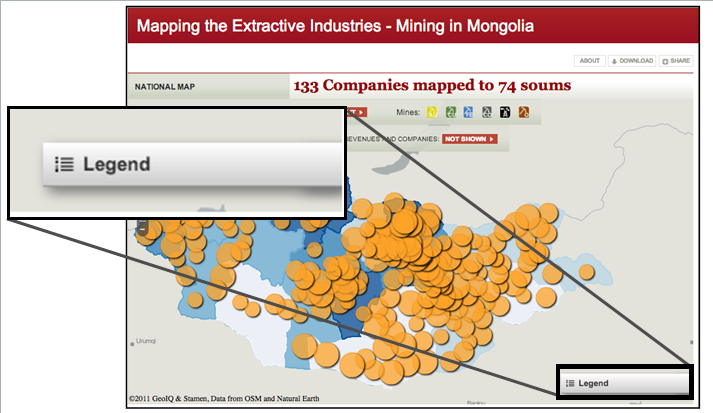 Mapping the Extractive Industries - Mining in Mongolia
ABOUT DOWNLOAD SHARE
NATIONAL MAP
133 Companies mapped to 74 soums
Mines:
REVENUES AND COMPANIES: NOT SHOWN
Legend
Urumqi
Legend
©2011 GeoIQ & Stamen, Data from OSM and Natural Earth